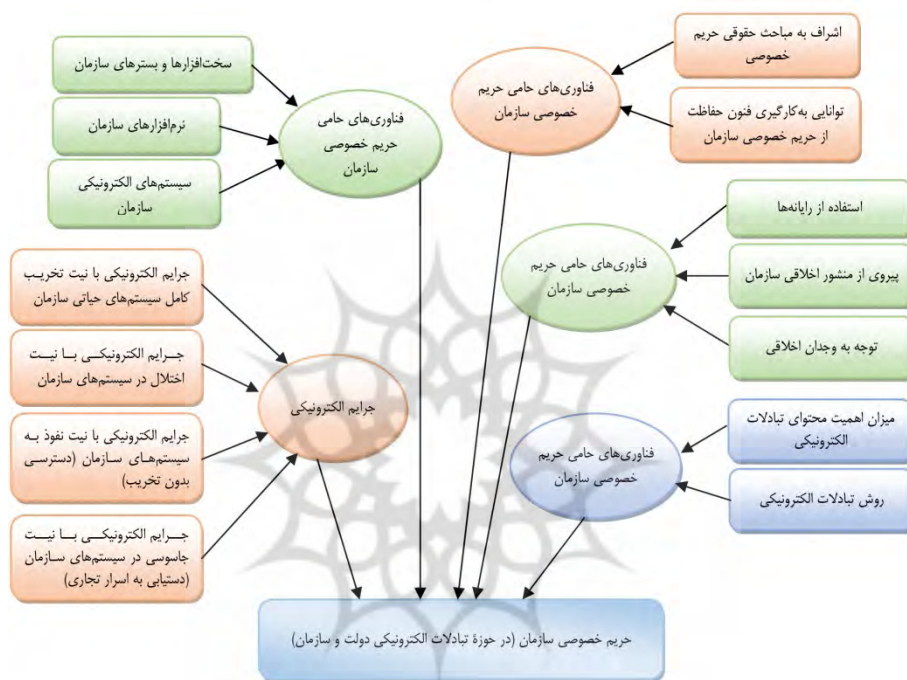 اشراف به مباحث حقوقی حریم
خصوصی
توانایی به‌کارگیری فنون حفاظت
از حریم خصوصی سازمان
فناوری‌های حامی حریم
خصوصی سازمان
سخت‌افزارها و بسترهای سازمان
نرم‌افزارهای سازمان
سیستم‌های الکترونیکی
سازمان
فناوری‌های حامی
حریم خصوصی
سازمان
استفاده از رایانه‌ها
پیروی از منشور اخلاقی سازمان
توجه به وجدان اخلاقی
فناوری‌های حامی حریم
خصوصی سازمان
جرایم الکترونیکی با نیت تخریب
کامل سیستم‌های حیاتی سازمان
جرایم الکترونیکی با نیت
اختلال در سیستم‌های سازمان
جرایم الکترونیکی با نیت نفوذ به
سیستم‌های سازمان (دسترسی
بدون تخریب)
جرایم الکترونیکی با نیت
جاسوسی در سیستم‌های سازمان
(دستیابی به اسرار تجاری)
جرایم الکترونیکی
میزان اهمیت محتوای تبادلات
الکترونیکی
روش تبادلات الکترونیکی
فناوری‌های حامی حریم
خصوصی سازمان
حریم خصوصی سازمان (در حوزهٔ تبادلات الکترونیکی دولت و سازمان)